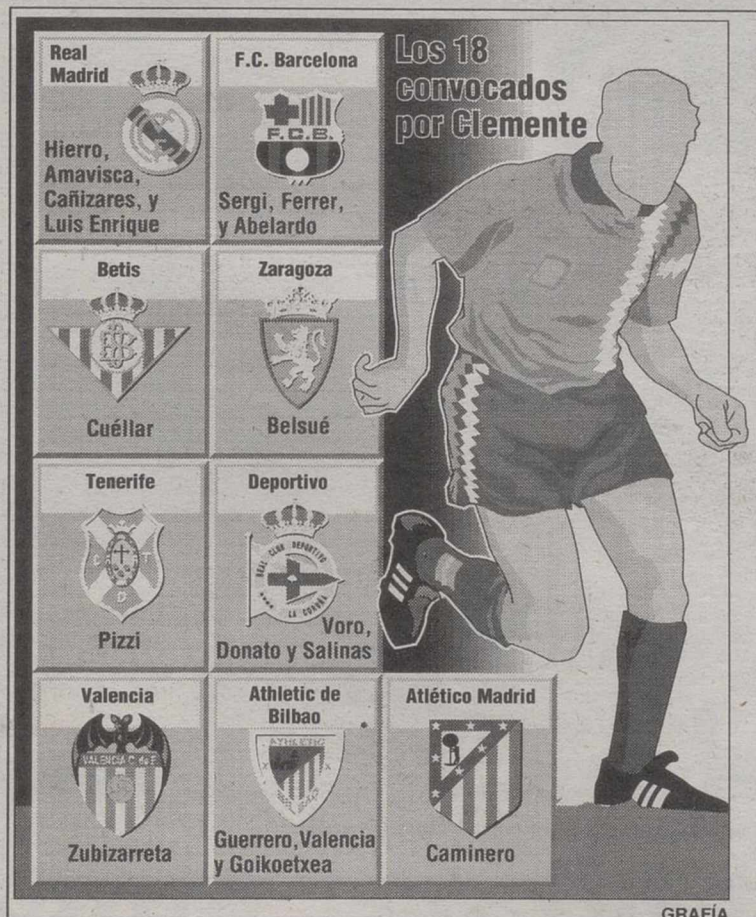 Los 18
convocados
por Clemente
Real
Madrid
Hierro,
Amavisca,
Cañizares, y
Luis Enrique
F.C. Barcelona
F.C.B.
Sergi, Ferrer,
y Abelardo
Betis
Cuéllar
Zaragoza
Belsué
Tenerife
C T
D
Pizzi
Deportivo
REAL CLUB DEPORTIVO
LA CORUÑA
Voro,
Donato y Salinas
Valencia
VALENCIA C. de F.
Zubizarreta
Athletic de
Bilbao
ATHLETIC
BILBAO
Guerrero, Valencia
y Goikoetxea
Atlético Madrid
Caminero
GRAFÍA